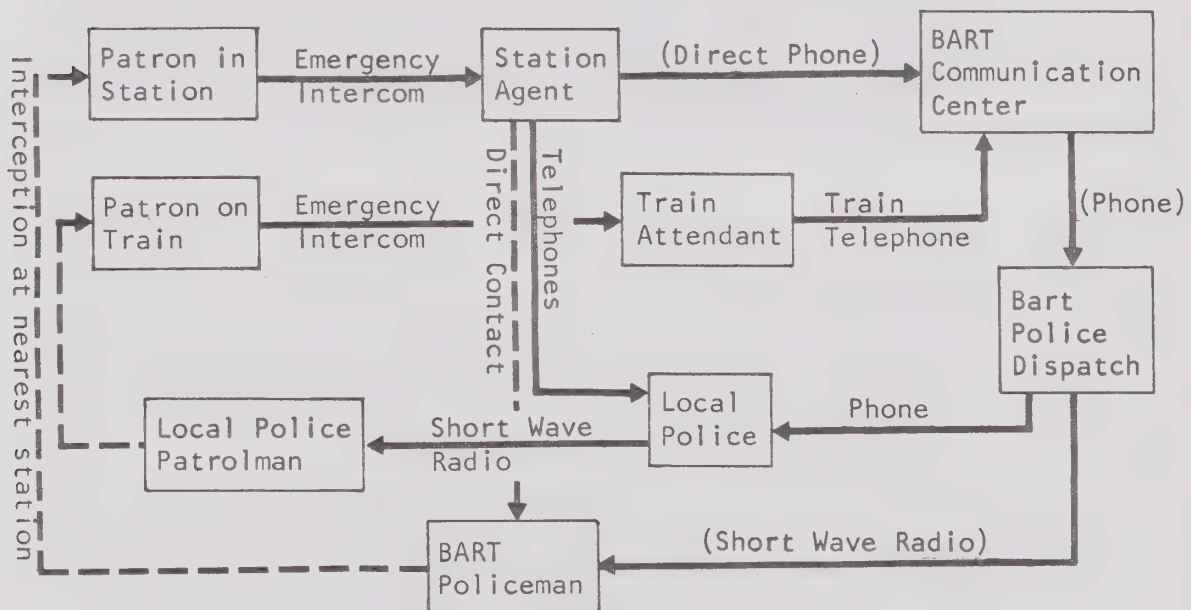 Patron in
Station
Emergency
Intercom
Station
Agent
(Direct Phone)
BART
Communication
Center
Patron on
Train
Emergency
Intercom
Direct Contact
Telephones
Train
Attendant
Train
Telephone
(Phone)
Bart
Police
Dispatch
Interception at nearest station
Local Police
Patrolman
Short Wave
Radio
Local
Police
Phone
BART
Policeman
(Short Wave Radio)